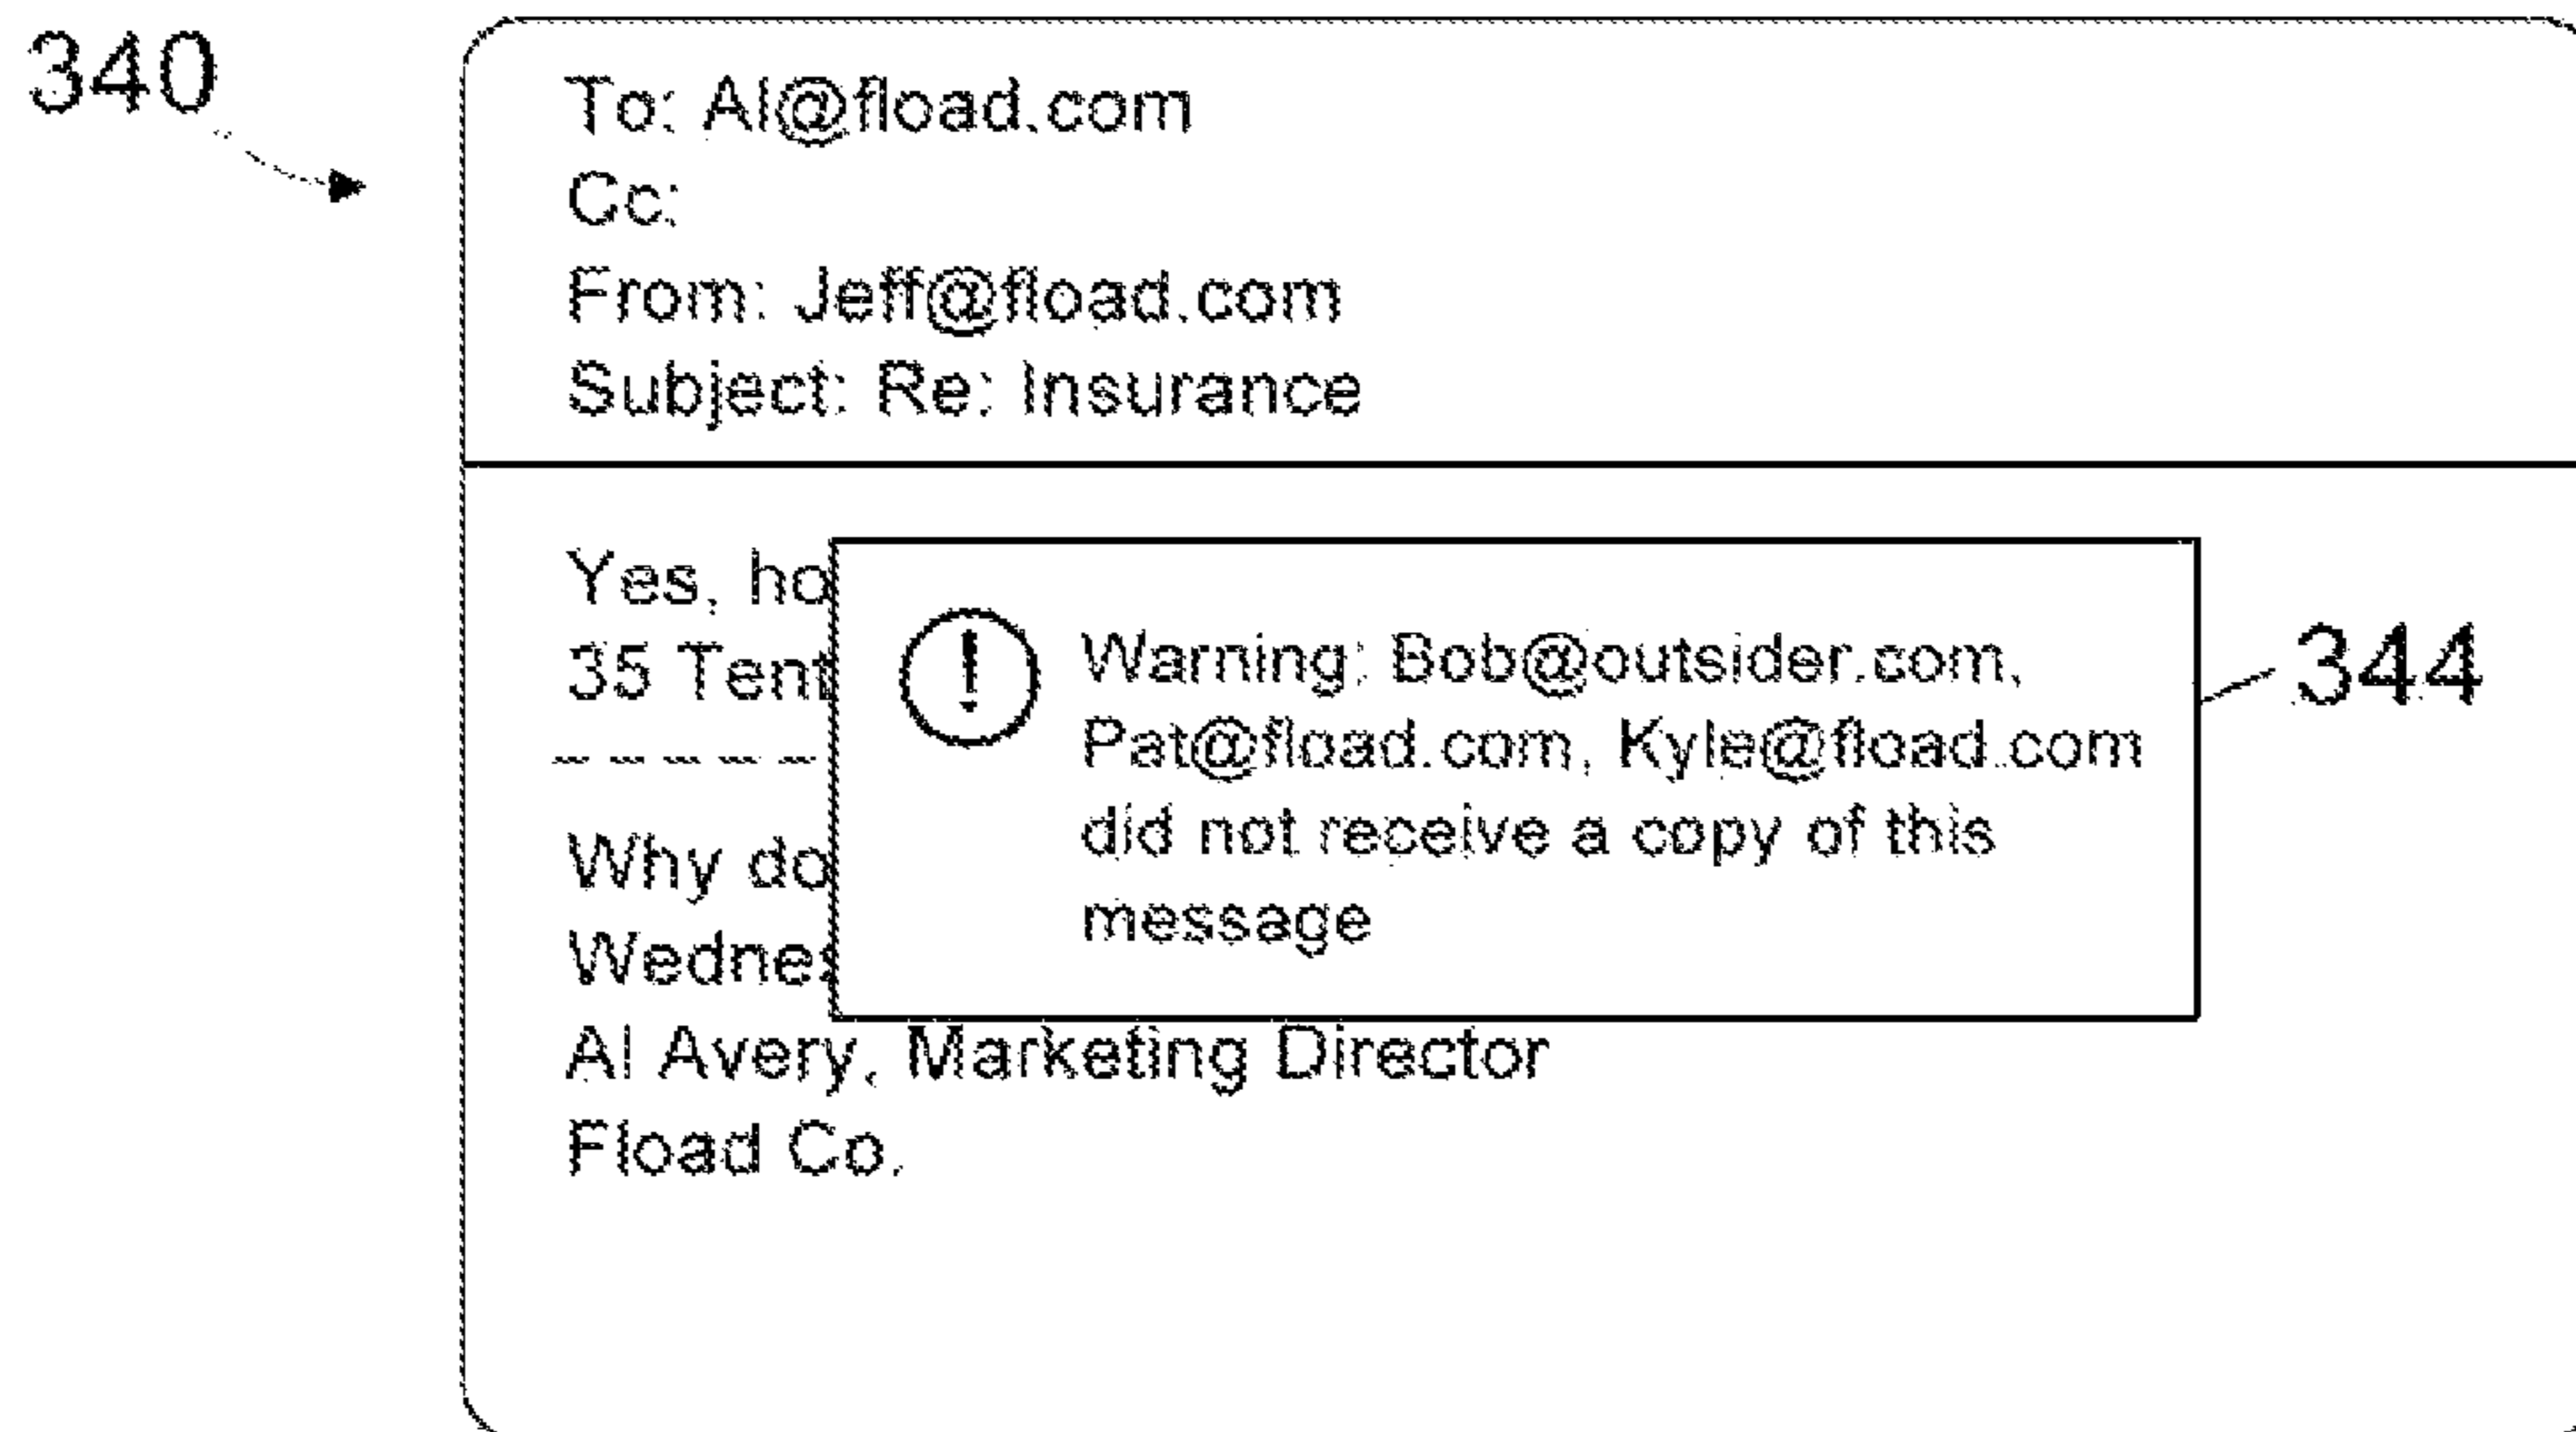 340
To: Al@fload.com
Cc:
From: Jeff@fload.com
Subject: Re: Insurance
Yes, ho
35 Tent
Warning: Bob@outsider.com,
Pat@fload.com, Kyle@fload.com
did not receive a copy of this
message
344
Why do
Wednes
Al Avery, Marketing Director
Fload Co.